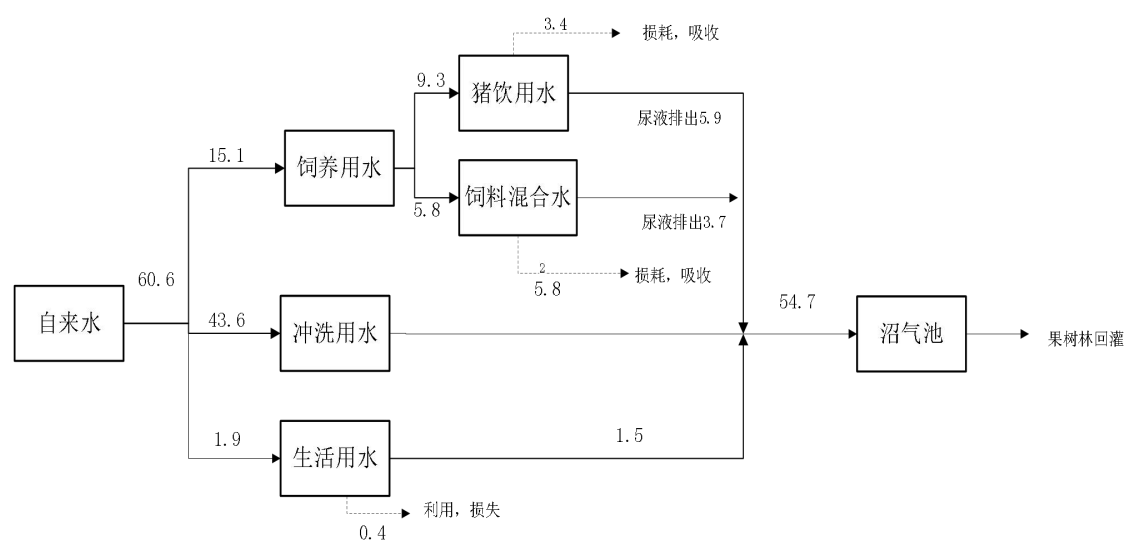 3.4
损耗，吸收
9.3
猪饮用水
尿液排出5.9
15.1
饲养用水
5.8
饲料混合水
尿液排出3.7
2
5.8
损耗，吸收
60.6
自来水
43.6
冲洗用水
54.7
沼气池
果树林回灌
1.9
生活用水
1.5
利用，损失
0.4